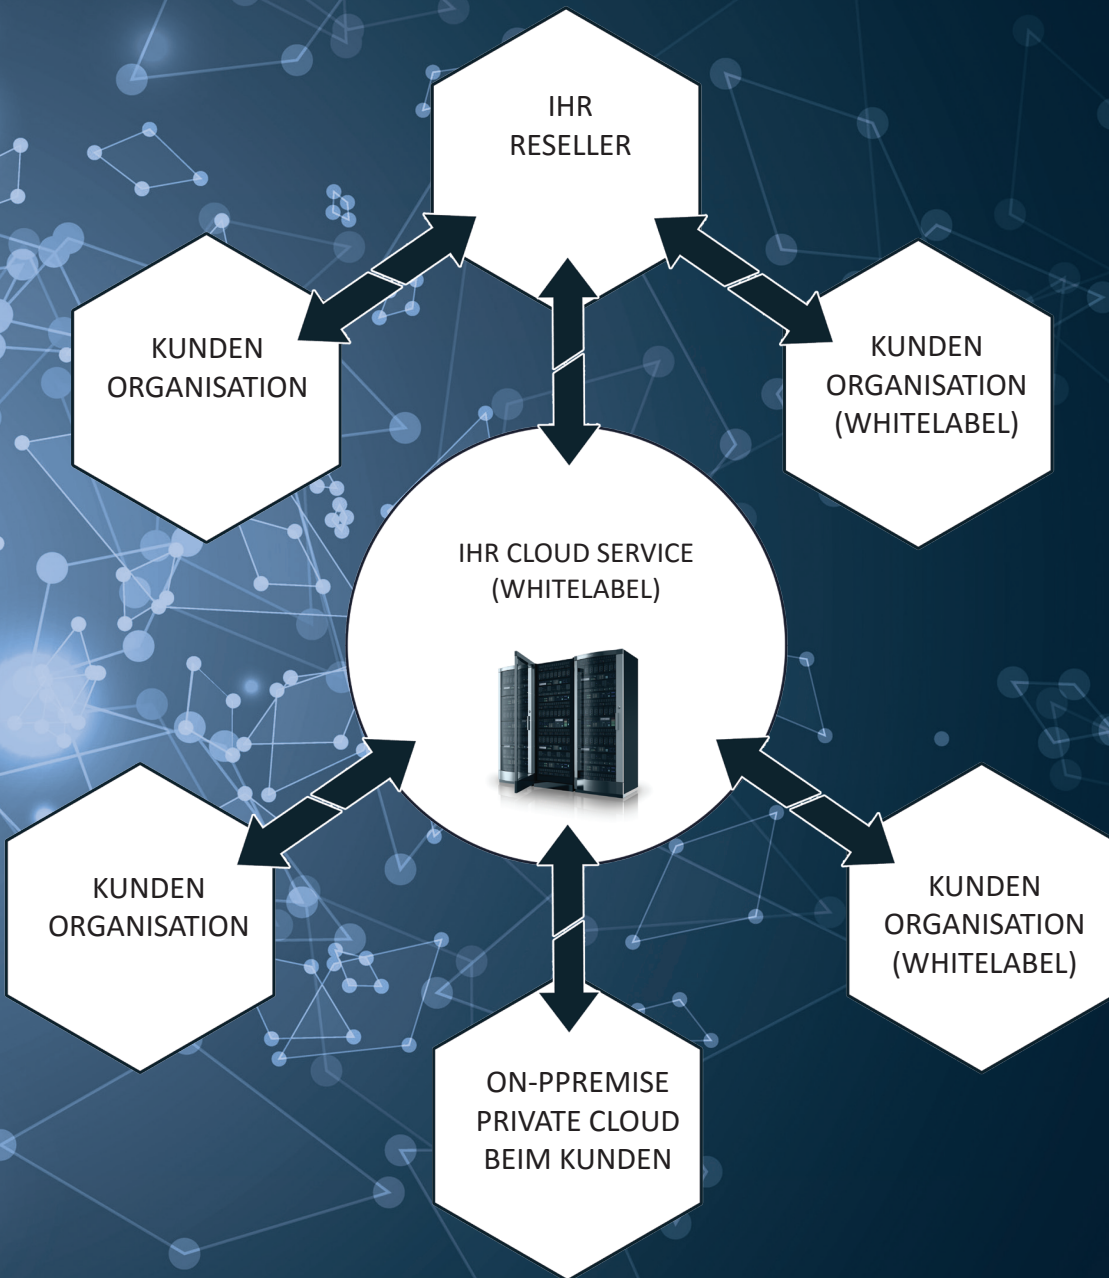 IHR
RESELLER
KUNDEN
ORGANISATION
KUNDEN
ORGANISATION
(WHITELABEL)
IHR CLOUD SERVICE
(WHITELABEL)
KUNDEN
ORGANISATION
KUNDEN
ORGANISATION
(WHITELABEL)
ON-PPREMISE
PRIVATE CLOUD
BEIM KUNDEN